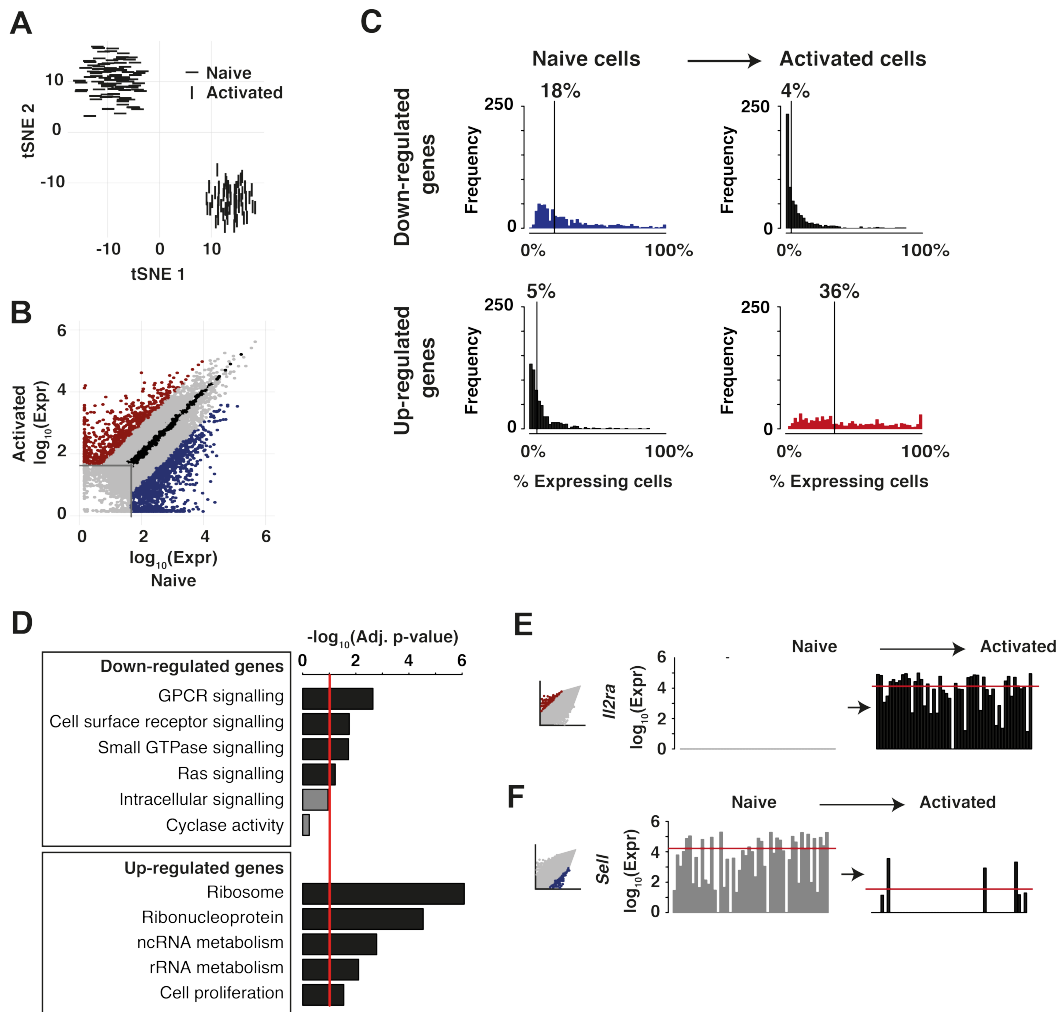 A
tSNE 2
10
0
-10
-10 0 10
tSNE 1
Naive
Activated
B
Activated
log10(Expr)
6
4
2
0
0 2 4 6
log10(Expr)
Naive
C
Naive cells
Activated cells
Down-regulated
genes
Frequency
250
0
18%
0% 100%
Frequency
250
0
4%
0% 100%
Up-regulated
genes
Frequency
250
0
5%
0% 100%
% Expressing cells
Frequency
250
0
36%
0% 100%
% Expressing cells
D
-log10(Adj. p-value)
0 2 4 6
Down-regulated genes
GPCR signalling
Cell surface receptor signalling
Small GTPase signalling
Ras signalling
Intracellular signalling
Cyclase activity
Up-regulated genes
Ribosome
Ribonucleoprotein
ncRNA metabolism
rRNA metabolism
Cell proliferation
E
Naive Activated
Il2ra
log10(Expr)
6
4
2
0
F
Naive Activated
Sell
log10(Expr)
6
4
2
0
6
4
2
0